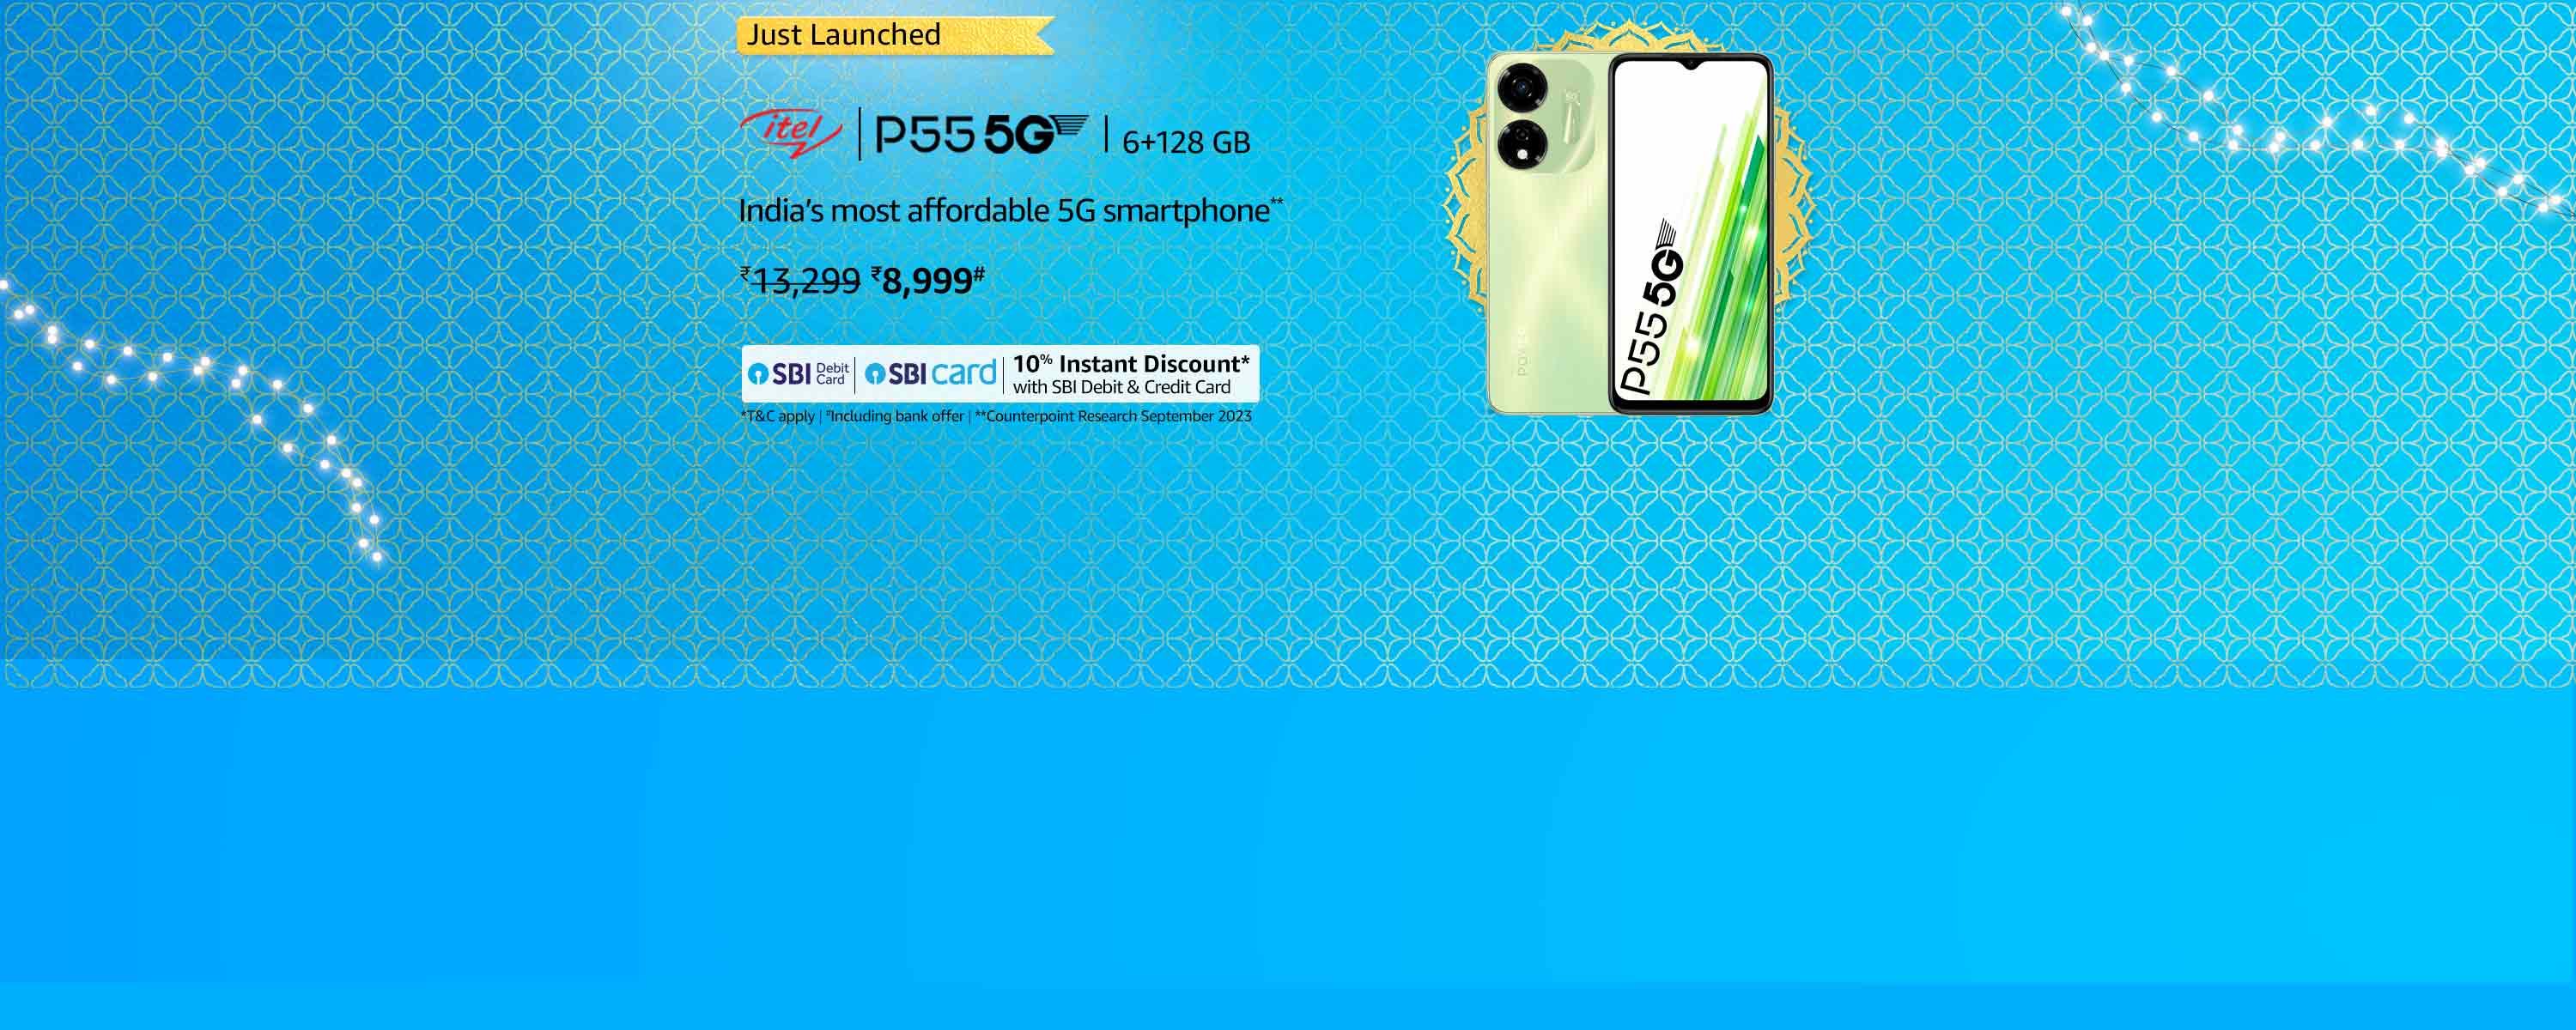 Just Launched
itel | P55 5G | 6+128 GB
India's most affordable 5G smartphone**
₹13,299 ₹8,999#
SBI Debit Card | SBI card | 10% Instant Discount*
with SBI Debit & Credit Card
*T&C apply | #Including bank offer | **Counterpoint Research September 2023
POWER
P55 5G